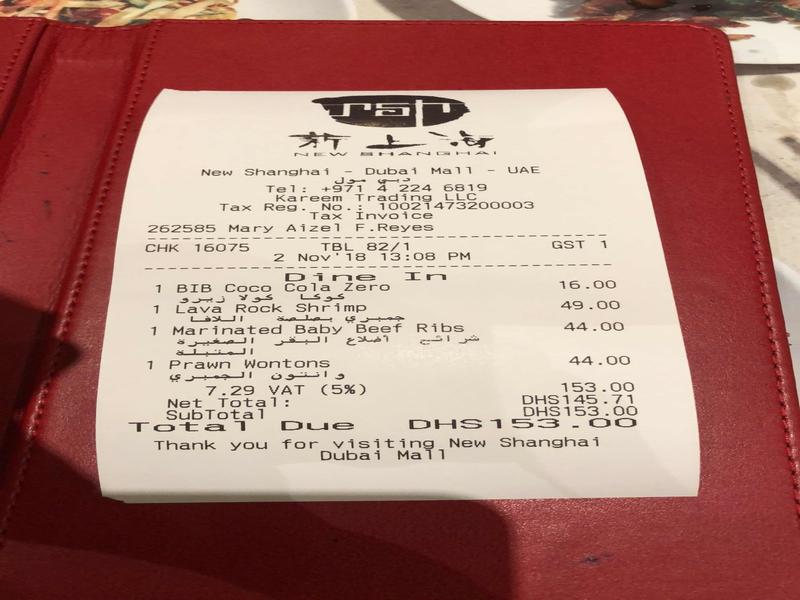 新上海
NEW SHANGHAI
New Shanghai - Dubai Mall - UAE
دبي مول
Tel: +971 4 224 6819
Kareem Trading LLC
Tax Reg. No.: 10021473200003
Tax Invoice
262585 Mary Aizel F.Reyes
CHK 16075 TBL 82/1 GST 1
2 Nov'18 13:08 PM
Dine In
1 BIB Coco Cola Zero 16.00
كوكا كولا زيرو
1 Lava Rock Shrimp 49.00
جمبري بصلصة اللافا
1 Marinated Baby Beef Ribs 44.00
شرائح أضلاع البقر الصغيرة
المتبلة
1 Prawn Wontons 44.00
وانتون الجمبري
7.29 VAT (5%) 153.00
Net Total: DHS145.71
SubTotal DHS153.00
Total Due DHS153.00
Thank you for visiting New Shanghai
Dubai Mall